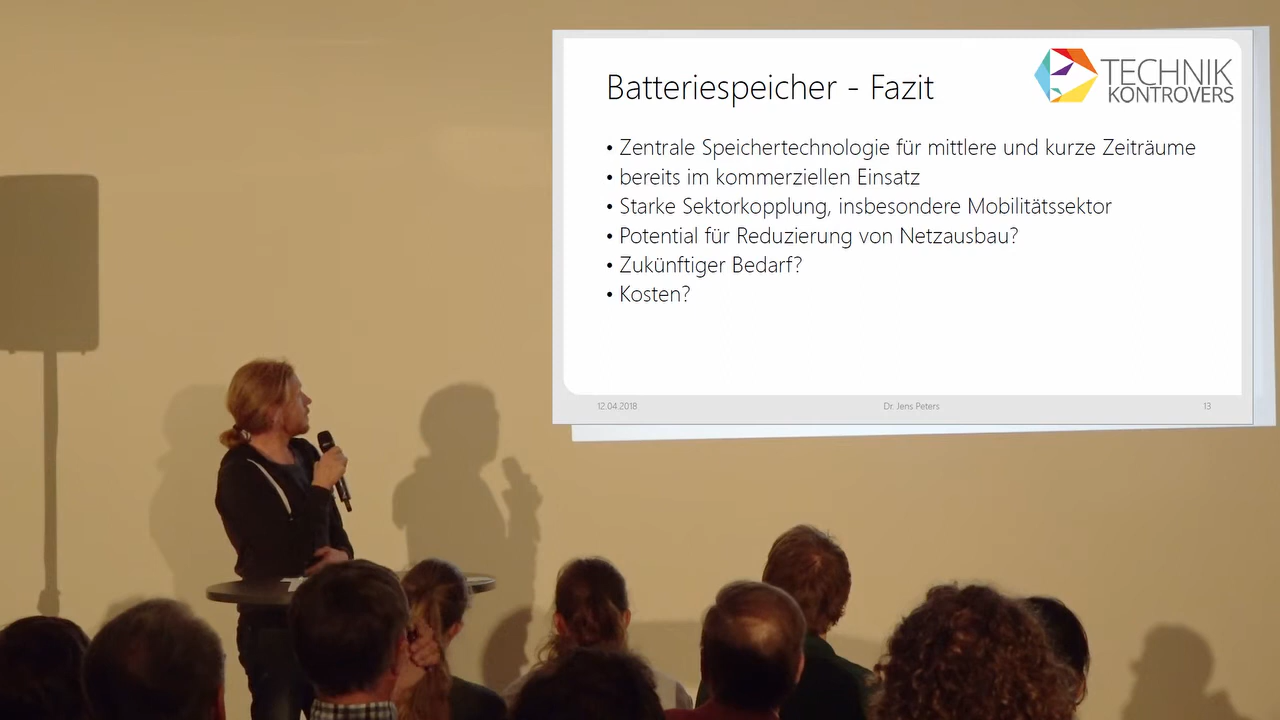 Batteriespeicher - Fazit
TECHNIK
KONTROVERS
• Zentrale Speichertechnologie für mittlere und kurze Zeiträume
• bereits im kommerziellen Einsatz
• Starke Sektorkopplung, insbesondere Mobilitätssektor
• Potential für Reduzierung von Netzausbau?
• Zukünftiger Bedarf?
• Kosten?
12.04.2018 Dr. Jens Peters 13